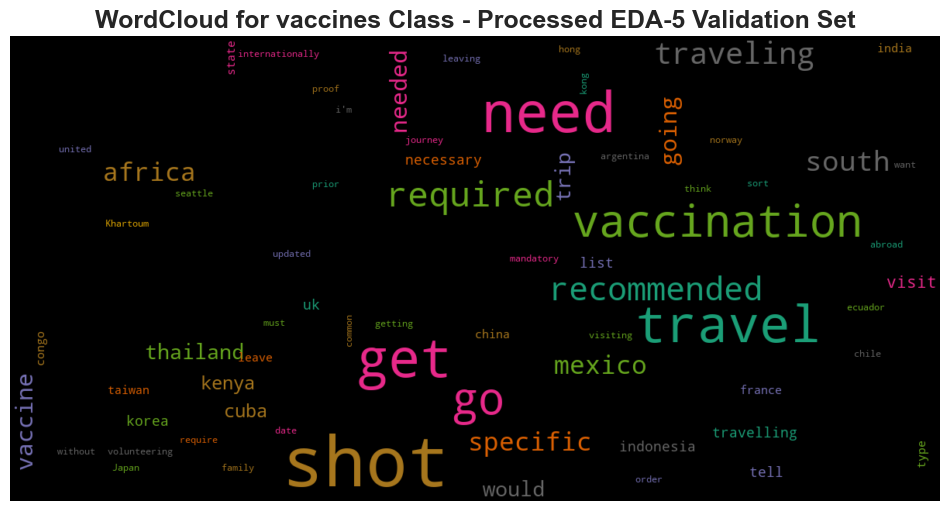 WordCloud for vaccines Class - Processed EDA-5 Validation Set
state
internationally
leaving
needed
hong
kong
traveling
india
proof
i'm
need
going
journey
norway
united
africa
necessary
trip
argentina
south
want
seattle
prior
required
think
sort
Khartoum
vaccination
abroad
updated
mandatory
list
recommended
visit
uk
travel
ecuador
must
common
getting
china
visiting
congo
thailand
leave
get
mexico
chile
vaccine
taiwan
kenya
go
france
korea
cuba
date
travelling
require
shot
specific
indonesia
type
without
volunteering
Japan
family
would
order
tell